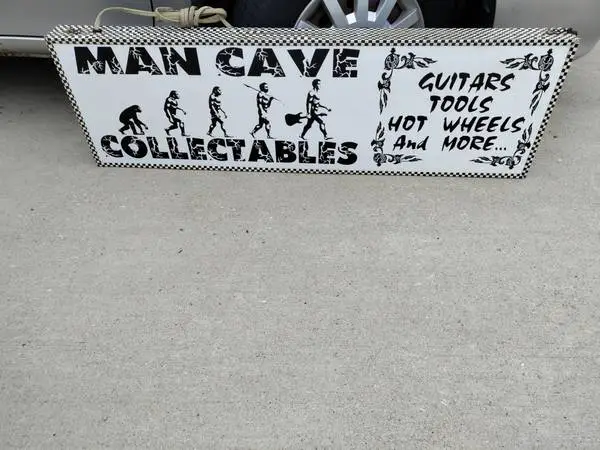 MAN CAVE
COLLECTABLES
GUITARS
TOOLS
HOT WHEELS
And MORE...